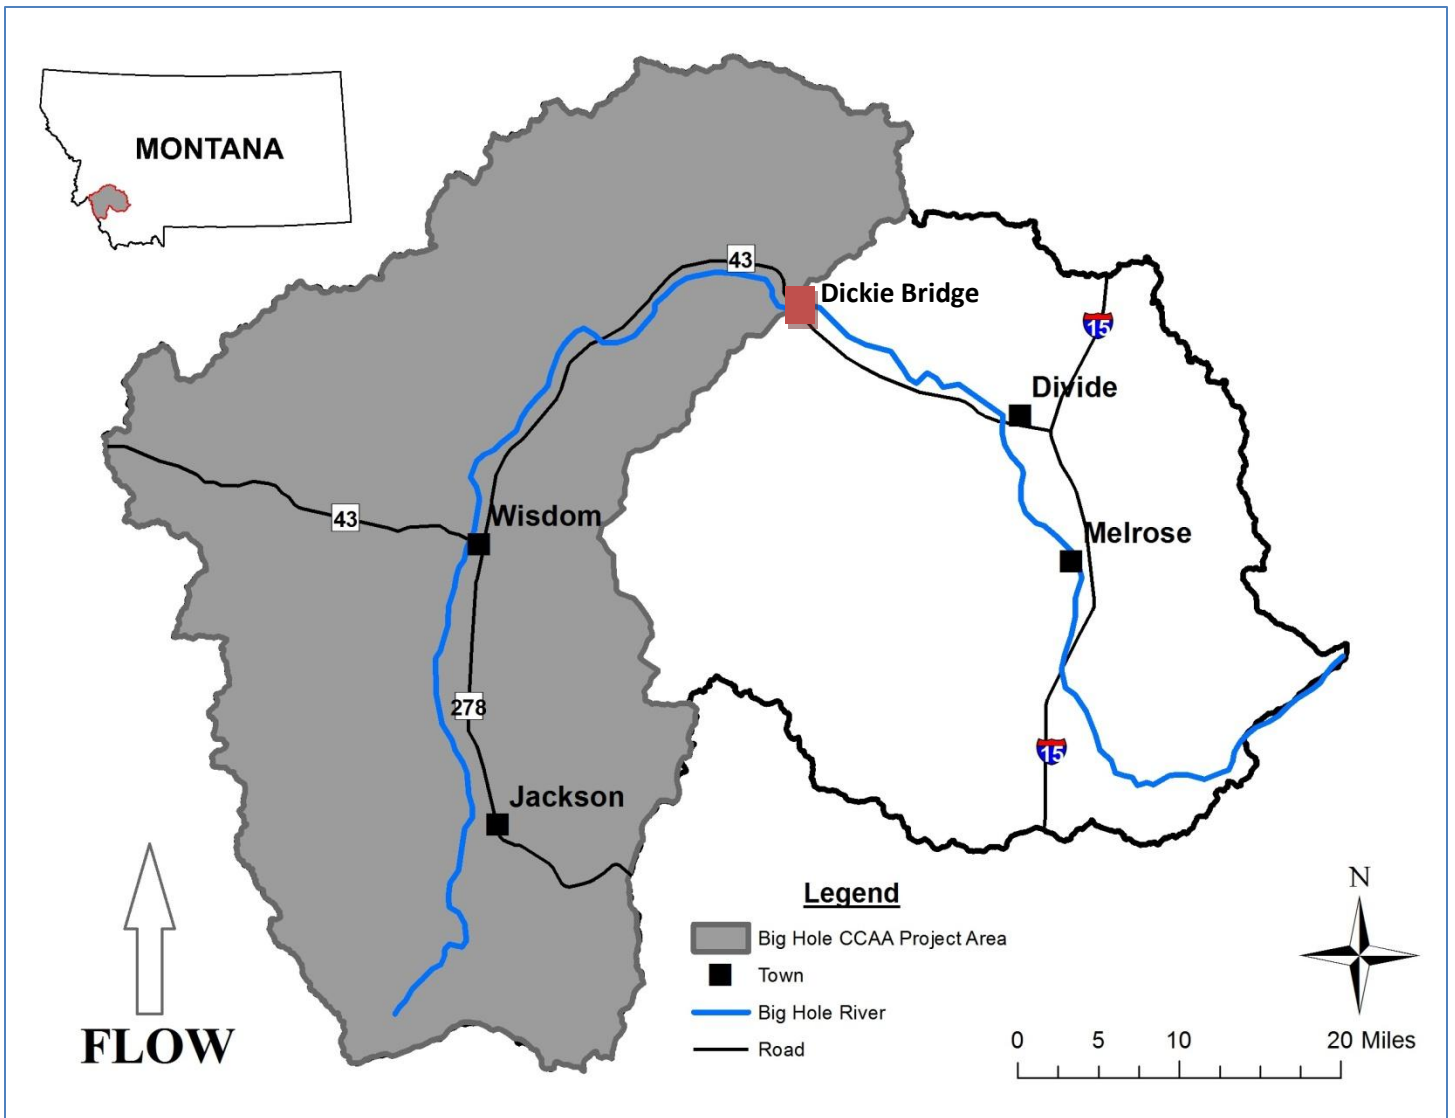 MONTANA
43
Dickie Bridge
15
Divide
43
Wisdom
Melrose
278
15
Jackson
FLOW
Legend
Big Hole CCAA Project Area
Town
Big Hole River
Road
N
0 5 10 20 Miles